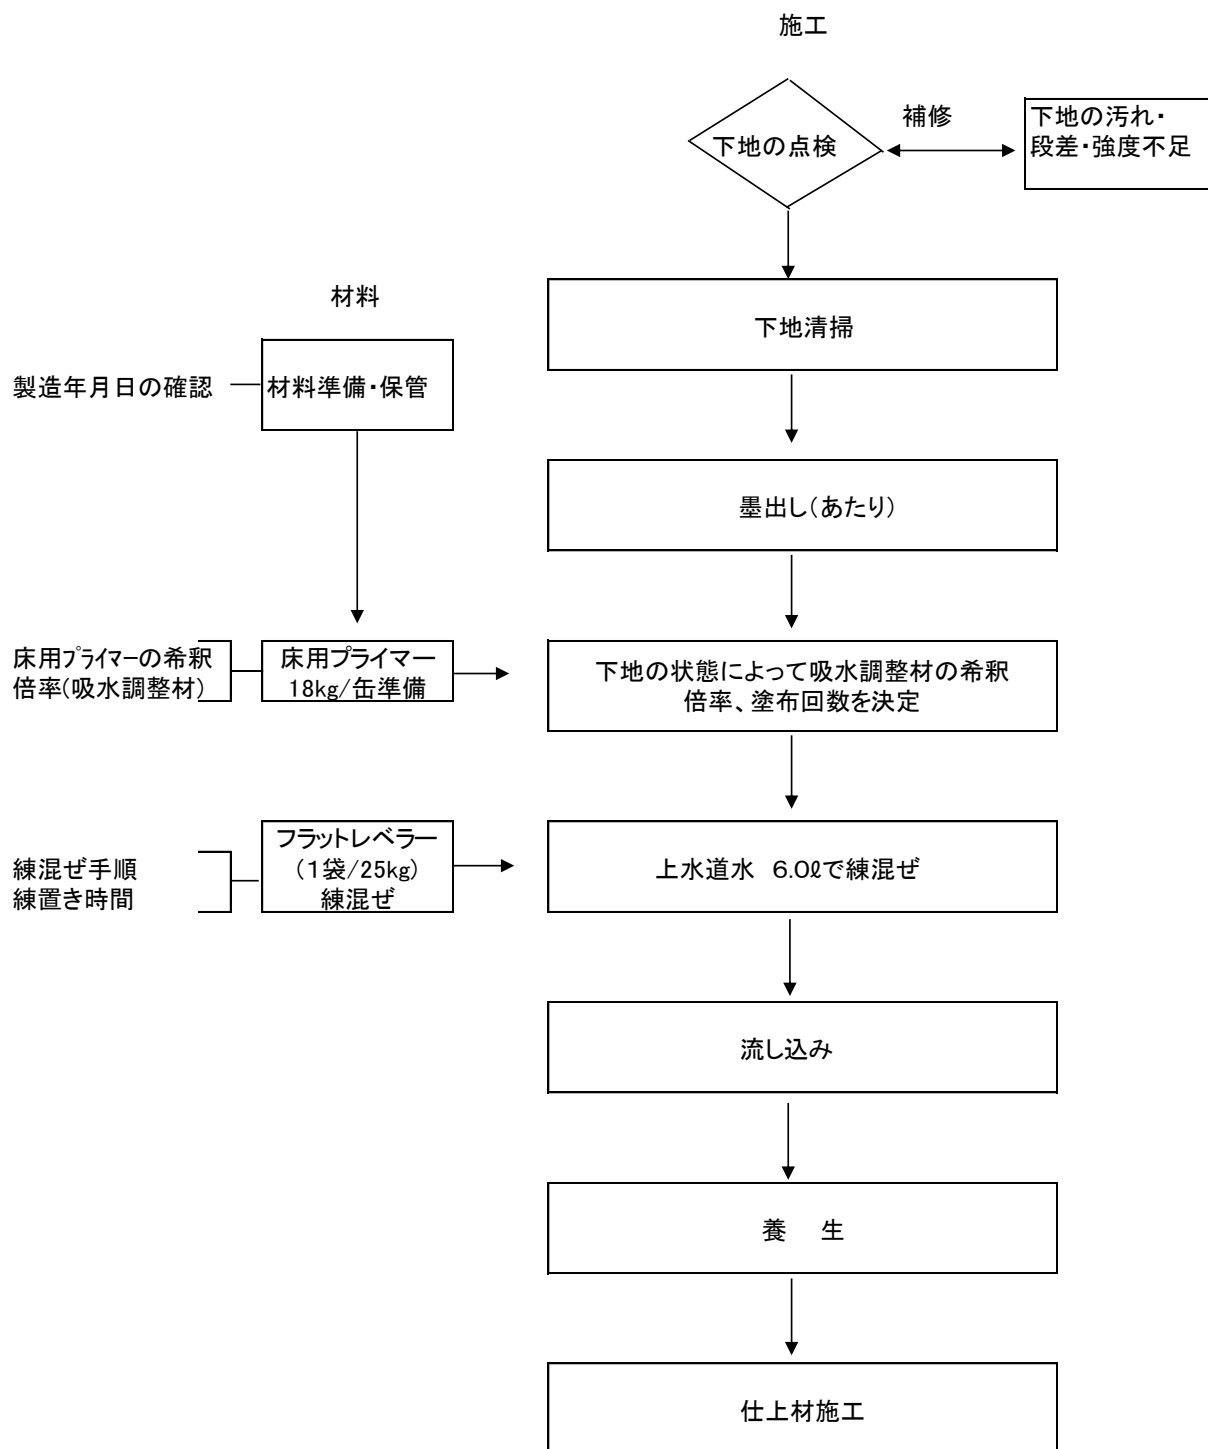 施工
下地の点検
補修
下地の汚れ・
段差・強度不足
下地清掃
材料
製造年月日の確認
材料準備・保管
墨出し(あたり)
床用プライマーの希釈
倍率(吸水調整材)
床用プライマー
18kg/缶準備
下地の状態によって吸水調整材の希釈
倍率、塗布回数を決定
練混ぜ手順
練置き時間
フラットレベラー
(1袋/25kg)
練混ぜ
上水道水 6.0ℓで練混ぜ
流し込み
養 生
仕上材施工